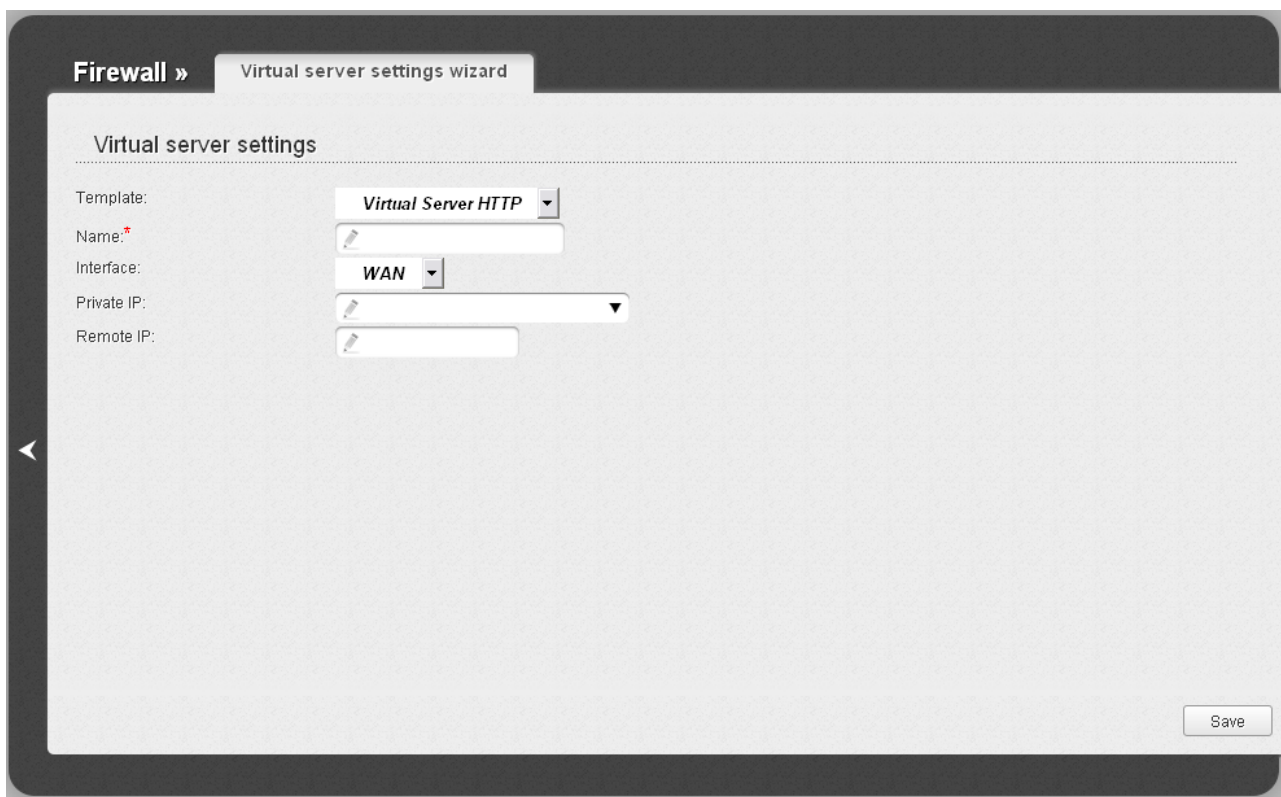 Firewall » Virtual server settings wizard
Virtual server settings
Template: Virtual Server HTTP
Name:*
Interface: WAN
Private IP:
Remote IP:
Save